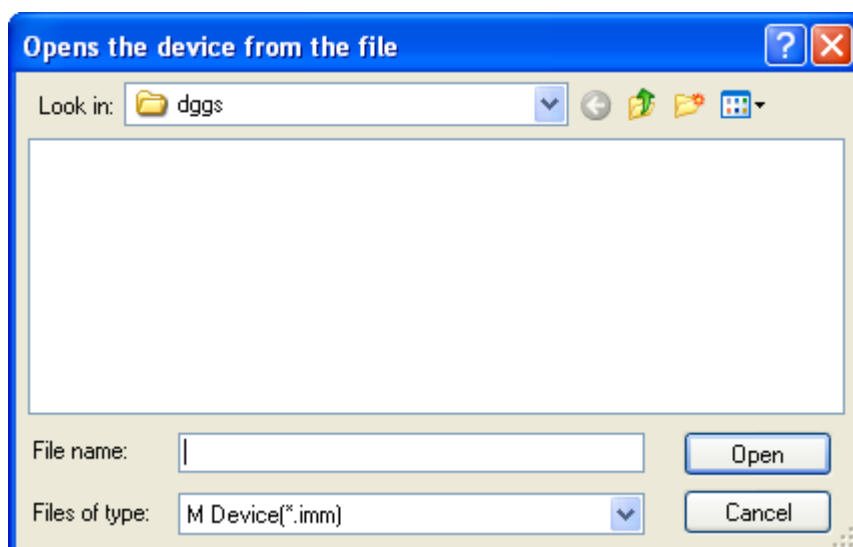 Opens the device from the file
Look in: dggs
File name: Open
Files of type: M Device(*.imm) Cancel